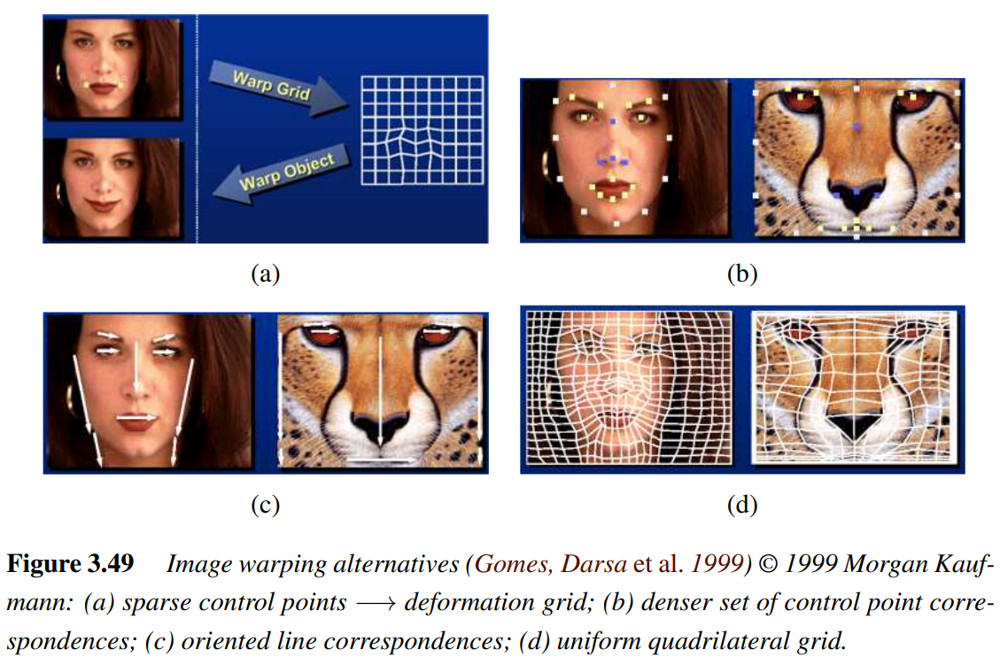 Warp Grid
Warp Object
(a)
(b)
(c)
(d)
Figure 3.49 Image warping alternatives (Gomes, Darsa et al. 1999) © 1999 Morgan Kauf-
mann: (a) sparse control points ⟶ deformation grid; (b) denser set of control point corre-
spondences; (c) oriented line correspondences; (d) uniform quadrilateral grid.